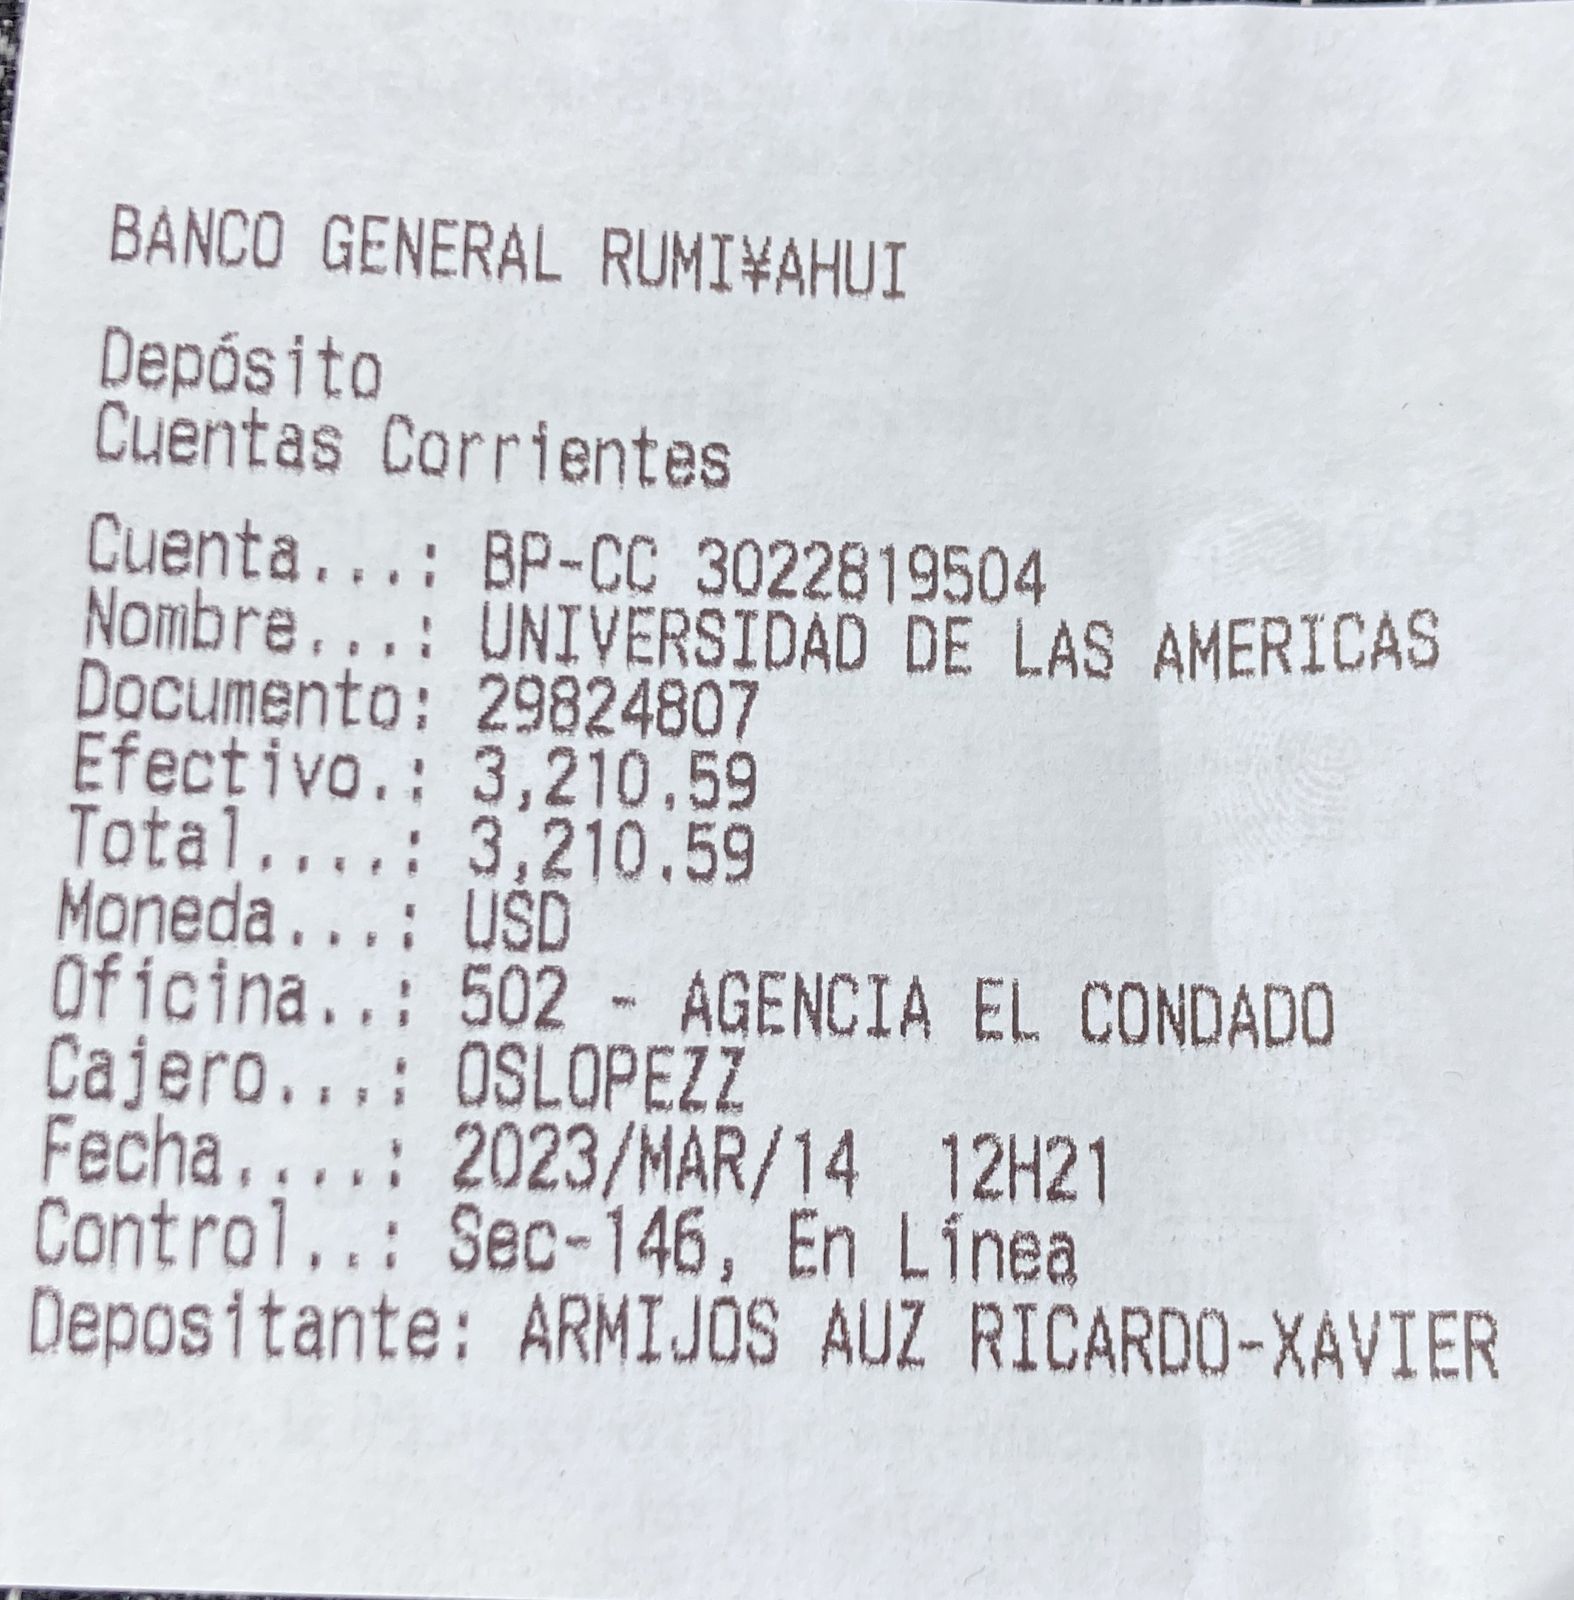 BANCO GENERAL RUMI¥AHUI
Depósito
Cuentas Corrientes
Cuenta...: BP-CC 3022819504
Nombre...: UNIVERSIDAD DE LAS AMERICAS
Documento: 29824807
Efectivo.: 3,210.59
Total....: 3,210.59
Moneda...: USD
Oficina..: 502 - AGENCIA EL CONDADO
Cajero...: OSLOPEZZ
Fecha....: 2023/MAR/14  12H21
Control..: Sec-146, En Línea
Depositante: ARMIJOS AUZ RICARDO-XAVIER